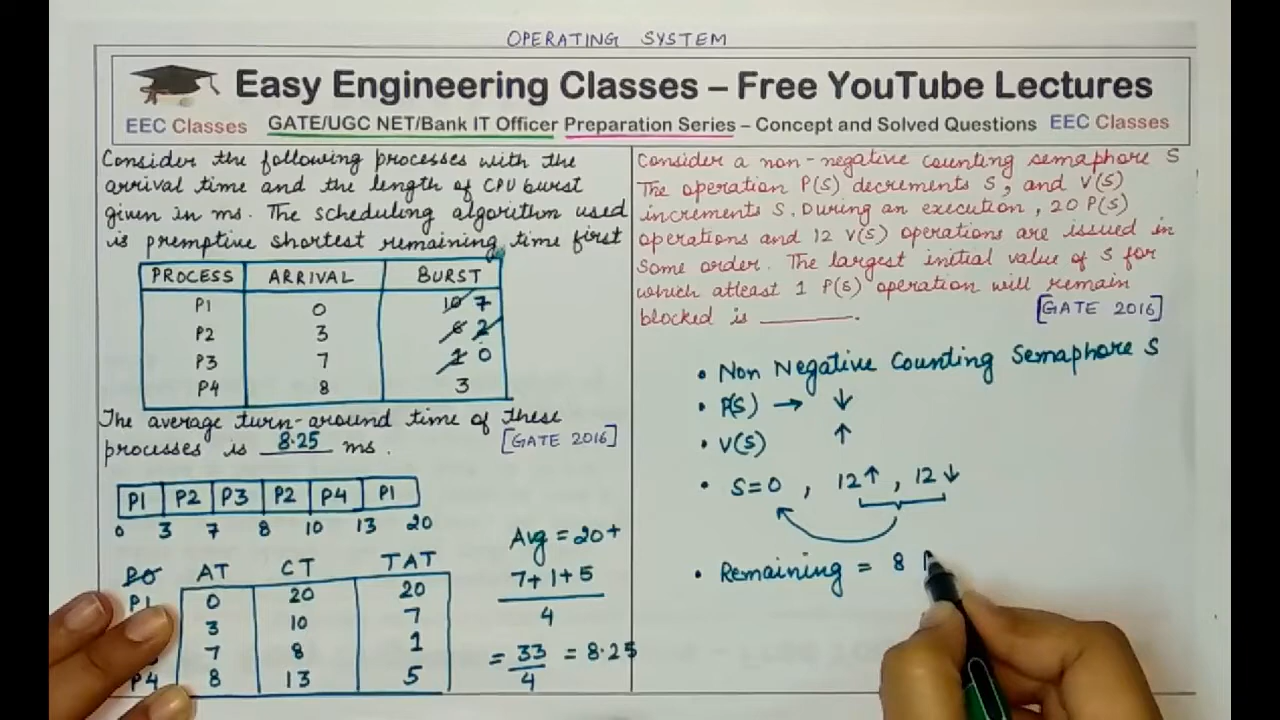 OPERATING SYSTEM
Easy Engineering Classes – Free YouTube Lectures
EEC Classes GATE/UGC NET/Bank IT Officer Preparation Series – Concept and Solved Questions EEC Classes
Consider the following processes with the
arrival time and the length of CPU burst
given in ms. The scheduling algorithm used
is premptive shortest remaining time first
PROCESS ARRIVAL BURST
P1 0 10 7
P2 3 6 2
P3 7 1 0
P4 8 3
The average turn-around time of these
processes is 8.25 ms. [GATE 2016]
P1 P2 P3 P2 P4 P1
0 3 7 8 10 13 20
AT CT TAT
P1 0 20 20
3 10 7
7 8 1
P4 8 13 5
Avg = 20+
7+1+5
4
= 33 = 8.25
4
Consider a non-negative counting semaphore S
The operation P(S) decrements S, and V(S)
increments S. During an execution, 20 P(S)
operations and 12 V(S) operations are issued in
some order. The largest initial value of S for
which atleast 1 P(S) operation will remain
blocked is ________. [GATE 2016]
• Non Negative Counting Semaphore S
• P(S) → ↓
• V(S) ↑
• S=0 , 12↑ , 12↓
• Remaining = 8